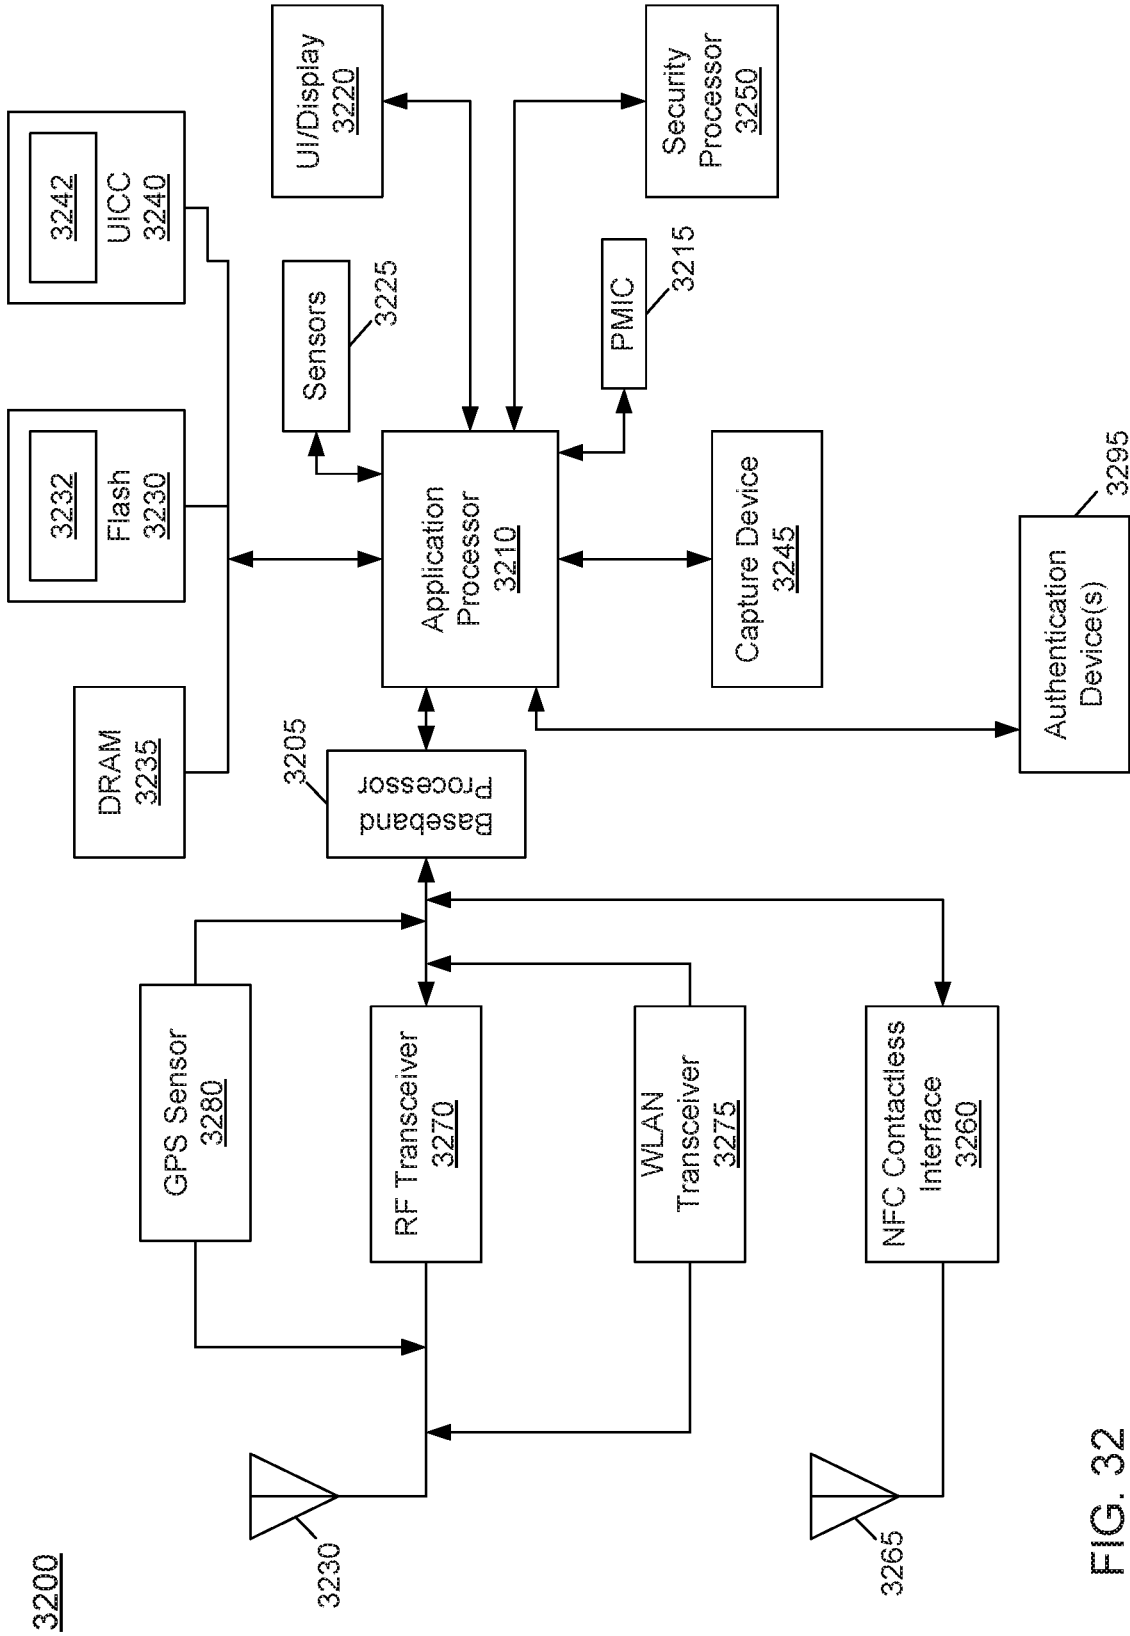 3200
DRAM
3235
3232
Flash
3230
3242
UICC
3240
GPS Sensor
3280
3230
RF Transceiver
3270
3205
Baseband
Processor
Application
Processor
3210
Sensors
3225
UI/Display
3220
WLAN
Transceiver
3275
Capture Device
3245
PMIC
3215
Security
Processor
3250
3265
NFC Contactless
Interface
3260
Authentication
Device(s)
3295
FIG. 32